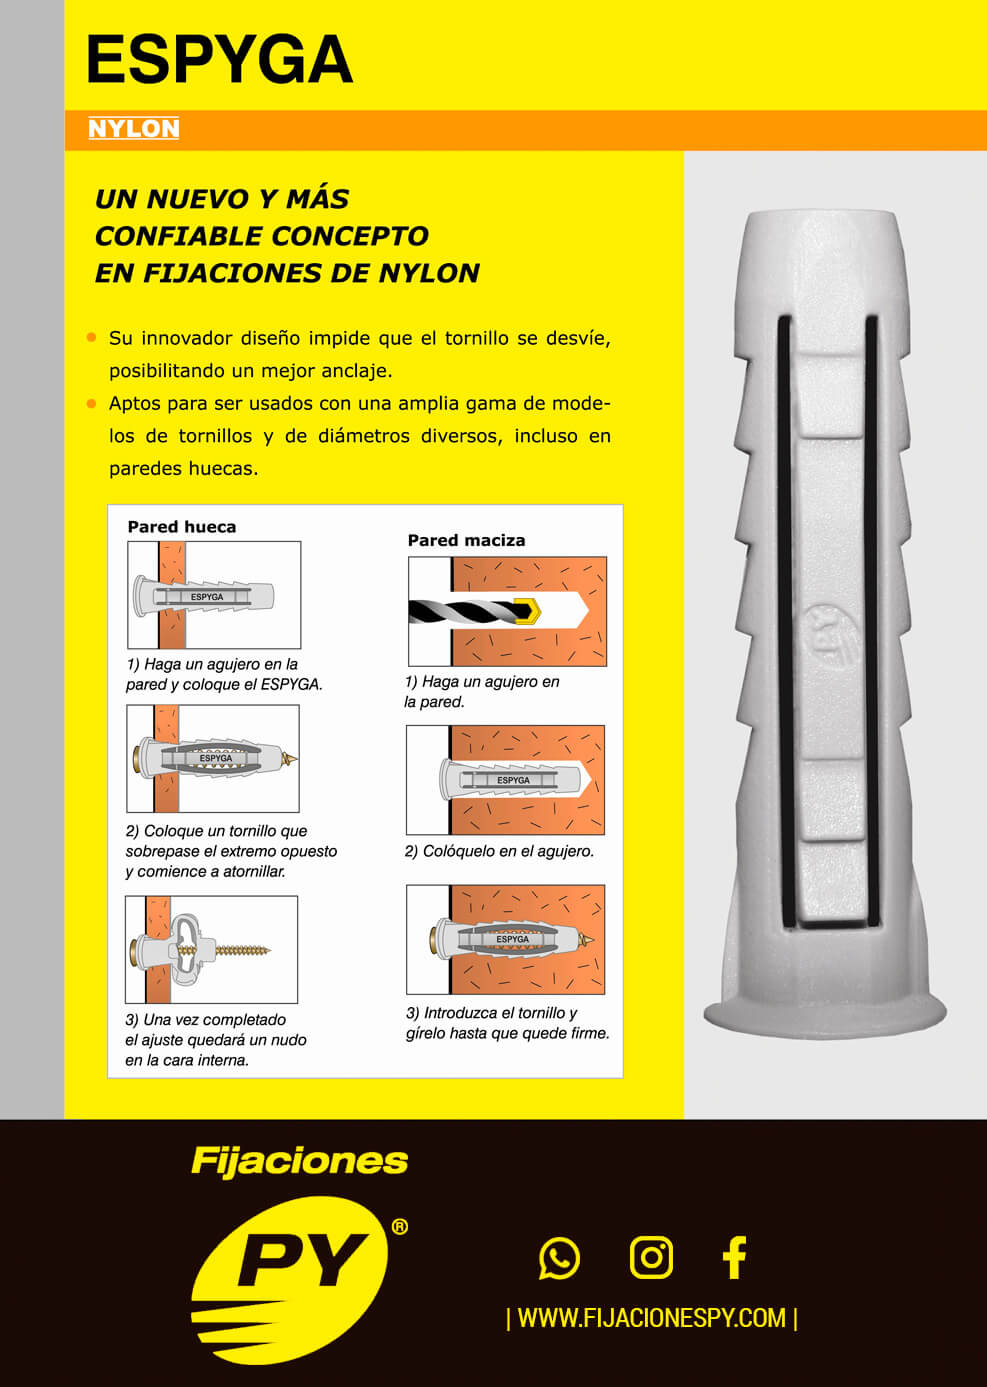 ESPYGA
NYLON
UN NUEVO Y MÁS
CONFIABLE CONCEPTO
EN FIJACIONES DE NYLON
Su innovador diseño impide que el tornillo se desvíe,
posibilitando un mejor anclaje.
Aptos para ser usados con una amplia gama de mode-
los de tornillos y de diámetros diversos, incluso en
paredes huecas.
Pared hueca
ESPYGA
1) Haga un agujero en la
pared y coloque el ESPYGA.
ESPYGA
2) Coloque un tornillo que
sobrepase el extremo opuesto
y comience a atornillar.
3) Una vez completado
el ajuste quedará un nudo
en la cara interna.
Pared maciza
1) Haga un agujero en
la pared.
ESPYGA
2) Colóquelo en el agujero.
ESPYGA
3) Introduzca el tornillo y
gírelo hasta que quede firme.
PY
Fijaciones
PY®
| WWW.FIJACIONESPY.COM |